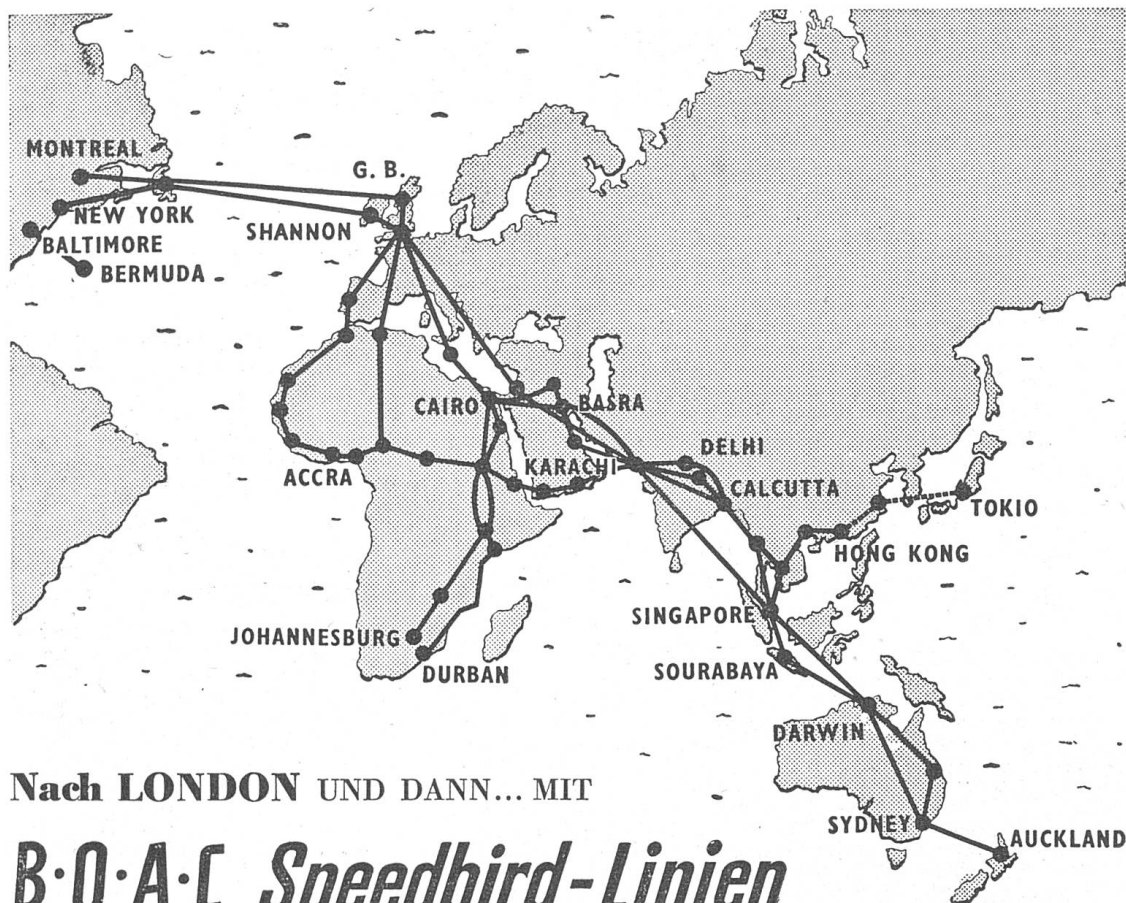 MONTREAL
G. B.
NEW YORK
SHANNON
BALTIMORE
BERMUDA
CAIRO
BASRA
DELHI
ACCRA
KARACHI
CALCUTTA
TOKIO
HONG KONG
SINGAPORE
JOHANNESBURG
SOURABAYA
DURBAN
DARWIN
Nach LONDON UND DANN... MIT
SYDNEY
AUCKLAND
B·O·A·C Speedbird-Linien